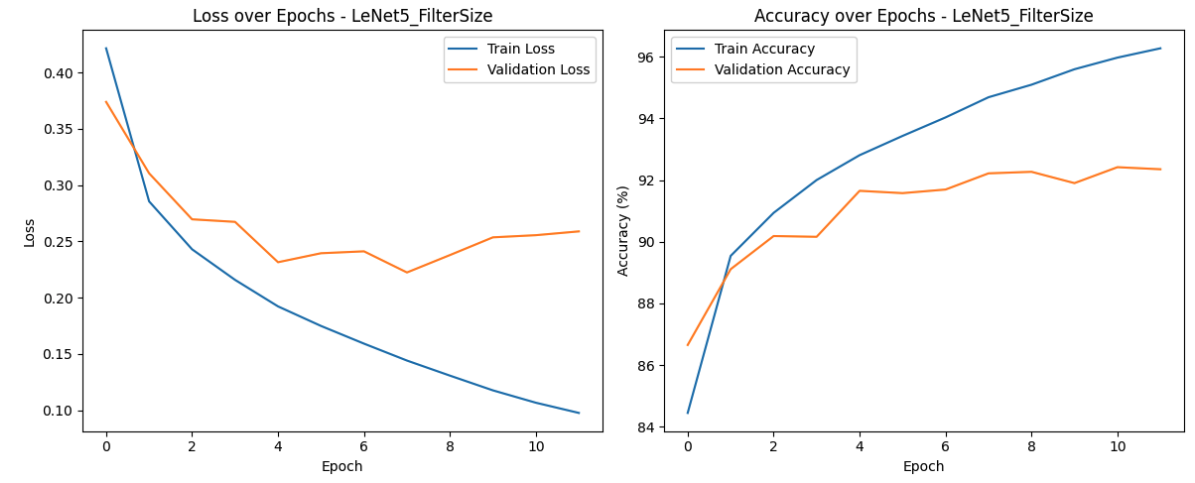 Loss over Epochs - LeNet5_FilterSize
Train Loss
Validation Loss
0.40
0.35
0.30
0.25
0.20
0.15
0.10
Loss
0 2 4 6 8 10
Epoch
Accuracy over Epochs - LeNet5_FilterSize
Train Accuracy
Validation Accuracy
96
94
92
90
88
86
84
Accuracy (%)
0 2 4 6 8 10
Epoch